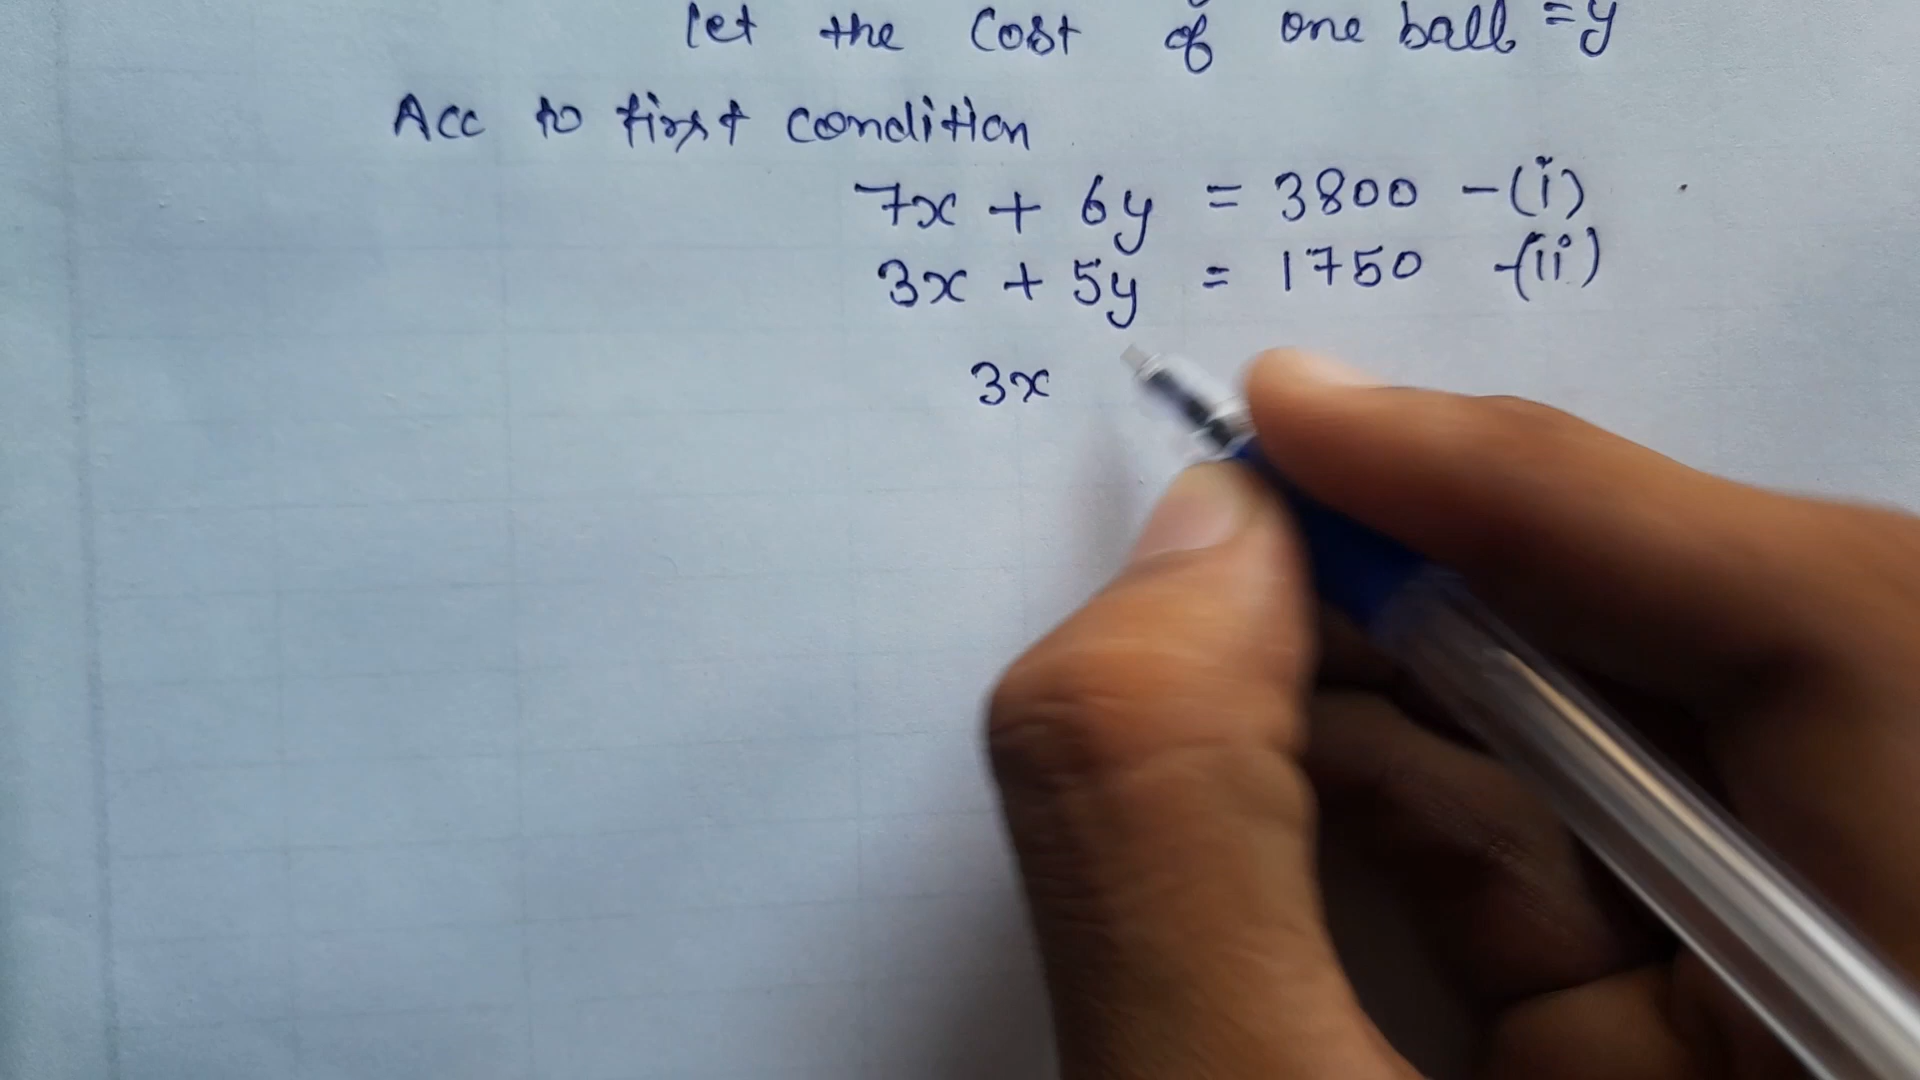 let the Cost of one ball = y
Acc to first condition
7x + 6y = 3800 -(i)
3x + 5y = 1750 -(ii)
3x